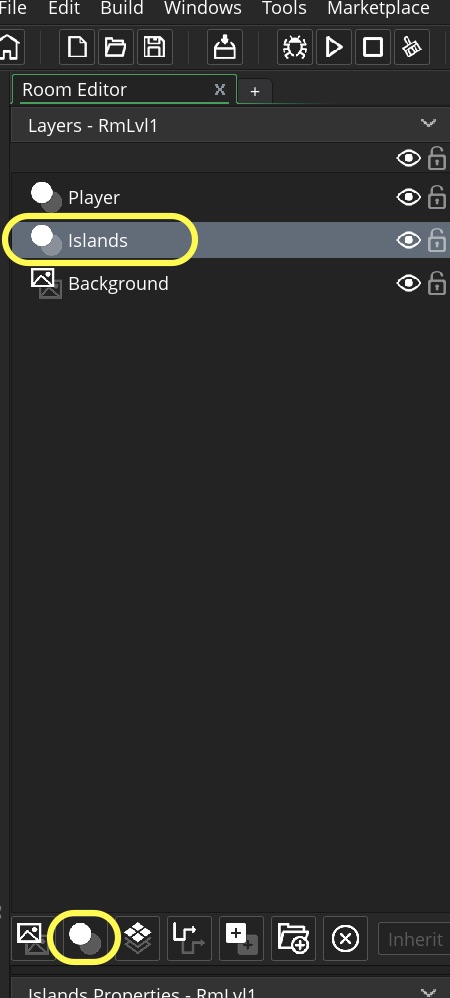 File Edit Build Windows Tools Marketplace
Room Editor X +
Layers - RmLvl1
Player
Islands
Background
Inherit
Islands Properties - RmLvl1